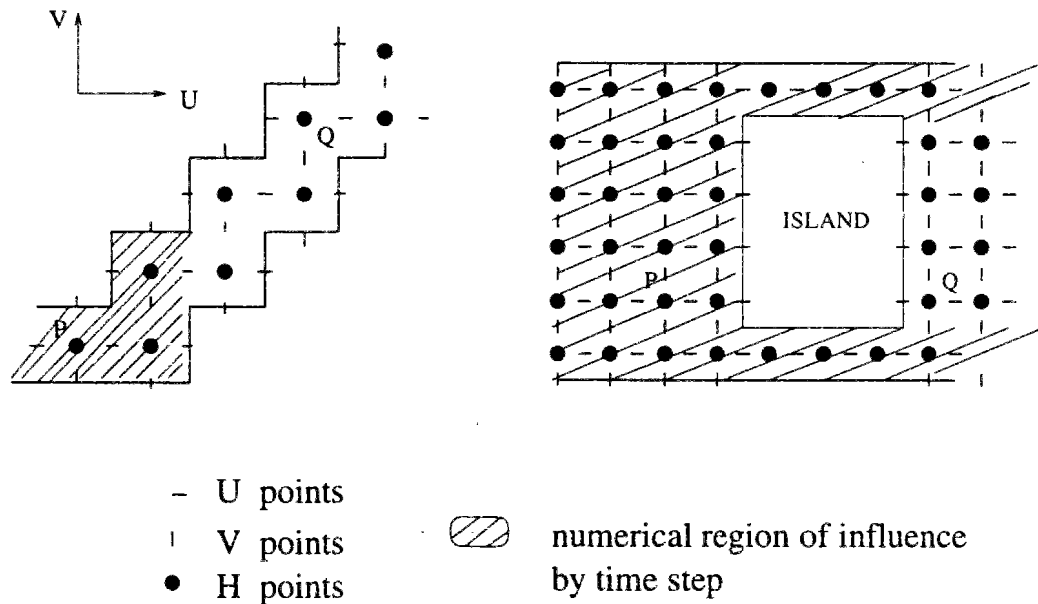 V
U
Q
P
ISLAND
P
Q
– U points
ı V points
● H points
numerical region of influence
by time step